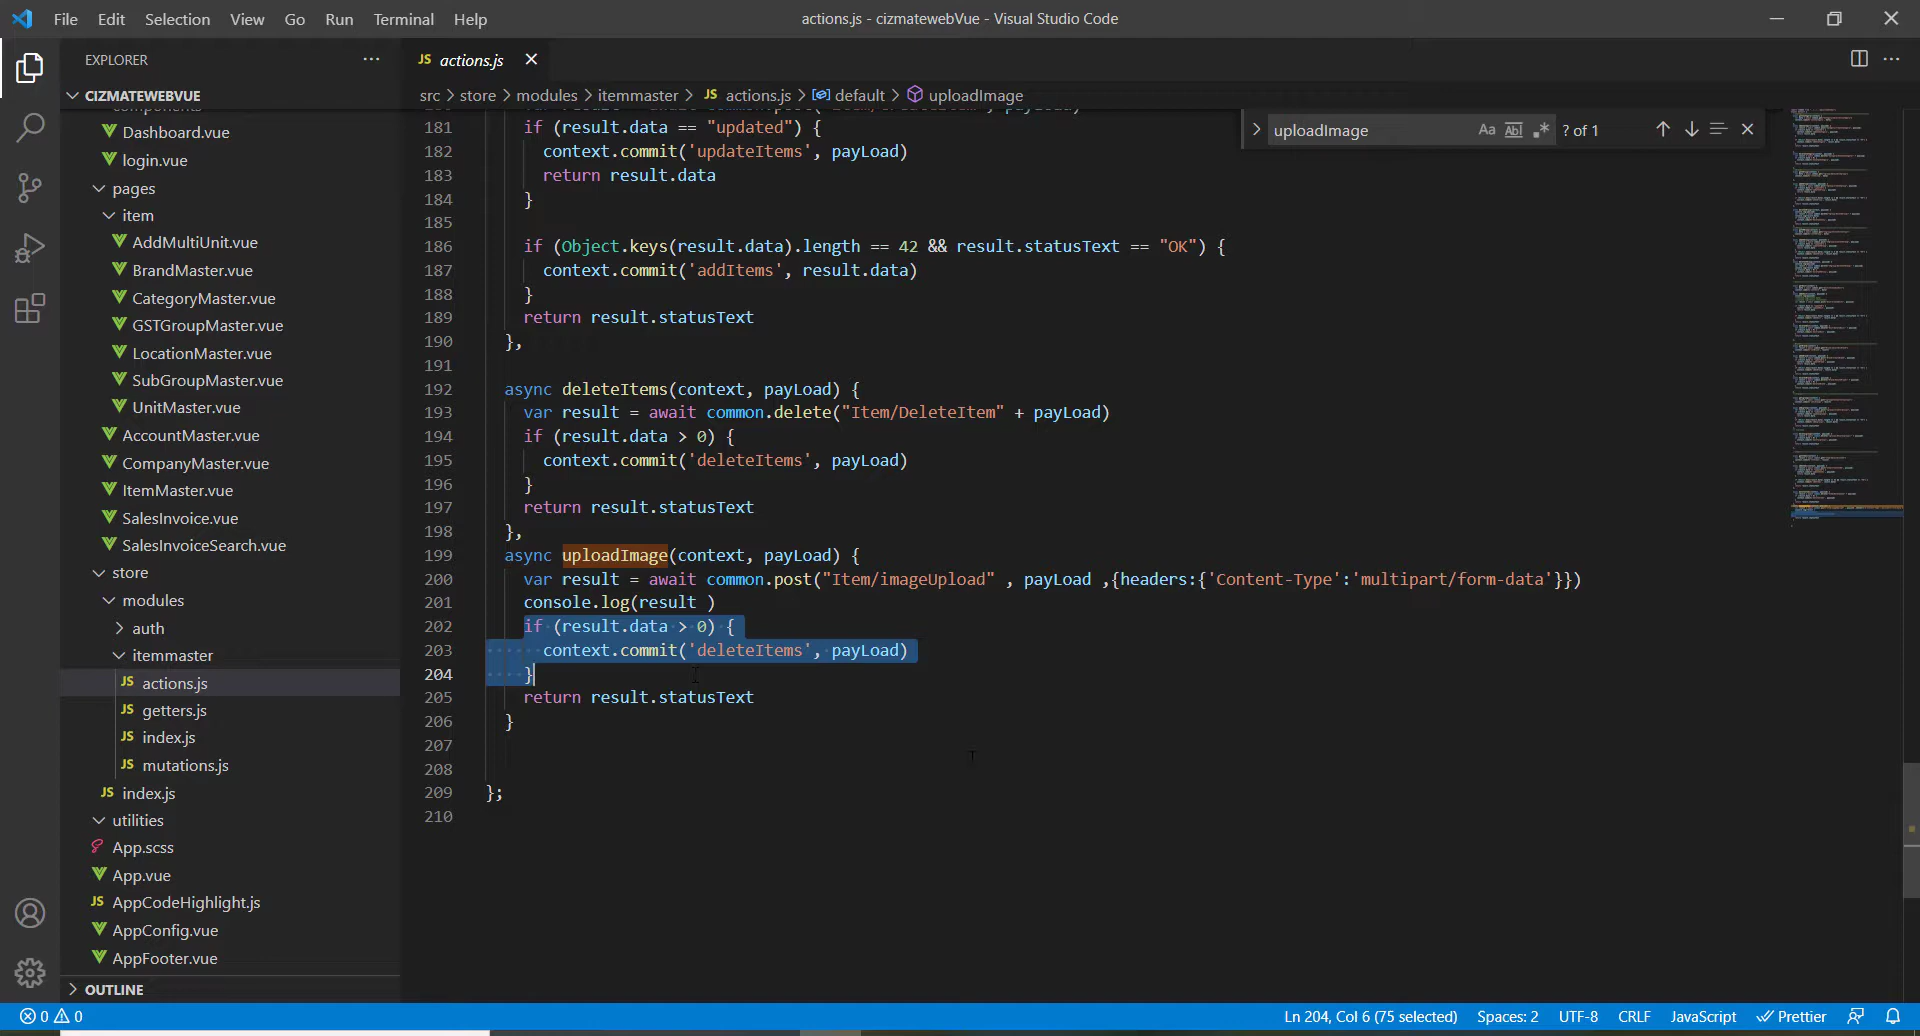 File Edit Selection View Go Run Terminal Help
actions.js - cizmatewebVue - Visual Studio Code
EXPLORER
CIZMATEWEBVUE
components
Dashboard.vue
login.vue
pages
item
AddMultiUnit.vue
BrandMaster.vue
CategoryMaster.vue
GSTGroupMaster.vue
LocationMaster.vue
SubGroupMaster.vue
UnitMaster.vue
AccountMaster.vue
CompanyMaster.vue
ItemMaster.vue
SalesInvoice.vue
SalesInvoiceSearch.vue
store
modules
auth
itemmaster
JS actions.js
JS getters.js
JS index.js
JS mutations.js
JS index.js
utilities
App.scss
App.vue
JS AppCodeHighlight.js
AppConfig.vue
AppFooter.vue
OUTLINE
JS actions.js
src > store > modules > itemmaster > JS actions.js > default > uploadImage
uploadImage Aa Abl ? of 1
181 if (result.data == "updated") {
182 context.commit('updateItems', payLoad)
183 return result.data
184 }
185
186 if (Object.keys(result.data).length == 42 && result.statusText == "OK") {
187 context.commit('addItems', result.data)
188 }
189 return result.statusText
190 },
191
192 async deleteItems(context, payLoad) {
193 var result = await common.delete("Item/DeleteItem" + payLoad)
194 if (result.data > 0) {
195 context.commit('deleteItems', payLoad)
196 }
197 return result.statusText
198 },
199 async uploadImage(context, payLoad) {
200 var result = await common.post("Item/imageUpload" , payLoad ,{headers:{'Content-Type':'multipart/form-data'}})
201 console.log(result )
202 if (result.data > 0) {
203 context.commit('deleteItems', payLoad)
204 }
205 return result.statusText
206 }
207
208
209 };
210
0 0
Ln 204, Col 6 (75 selected) Spaces: 2 UTF-8 CRLF JavaScript Prettier